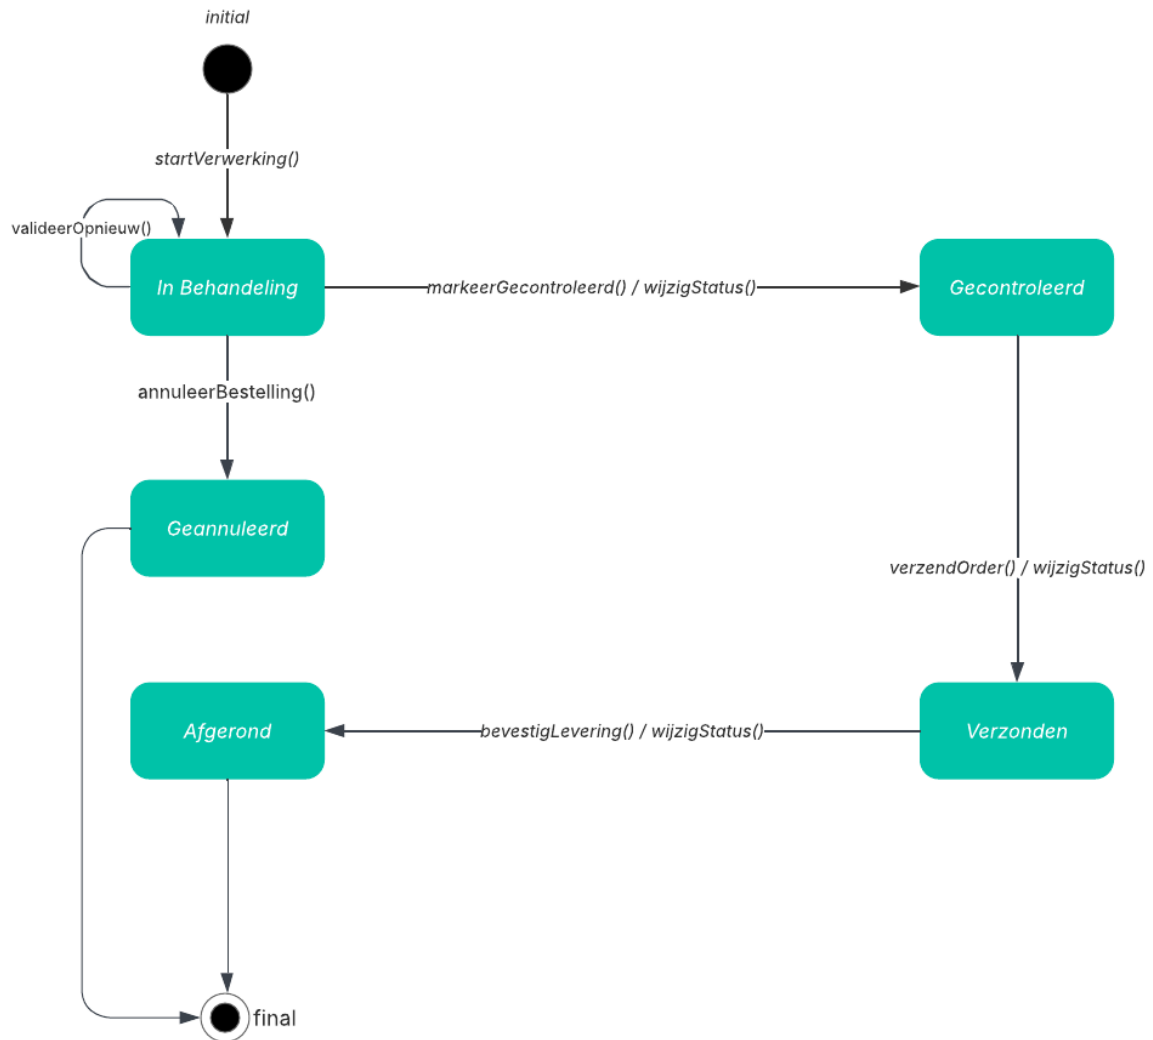 initial
startVerwerking()
valideerOpnieuw()
In Behandeling
markeerGecontroleerd() / wijzigStatus()
Gecontroleerd
annuleerBestelling()
Geannuleerd
verzendOrder() / wijzigStatus()
Afgerond
bevestigLevering() / wijzigStatus()
Verzonden
final